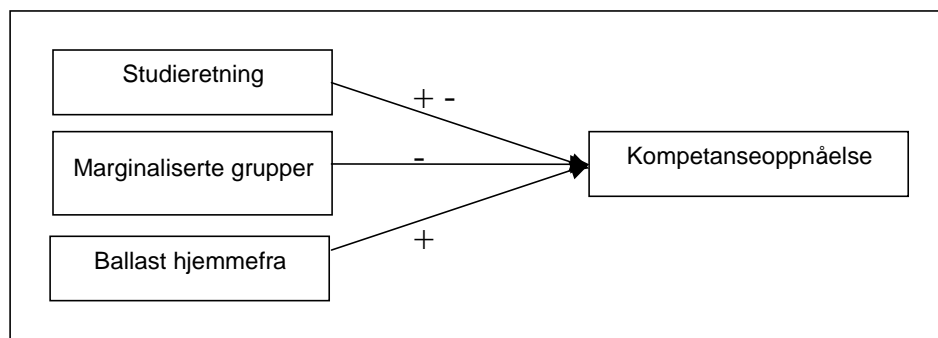 Studieretning
+ -
Marginaliserte grupper
-
Kompetanseoppnåelse
Ballast hjemmefra
+